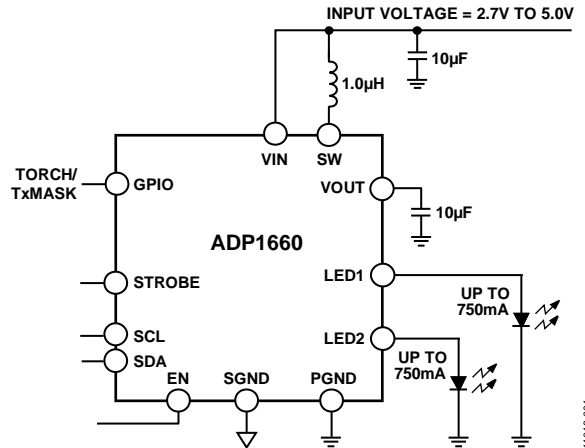 INPUT VOLTAGE = 2.7V TO 5.0V
10µF
1.0µH
VIN
SW
TORCH/
TxMASK
GPIO
VOUT
10µF
ADP1660
STROBE
LED1
UP TO
750mA
SCL
LED2
SDA
UP TO
750mA
EN
SGND
PGND